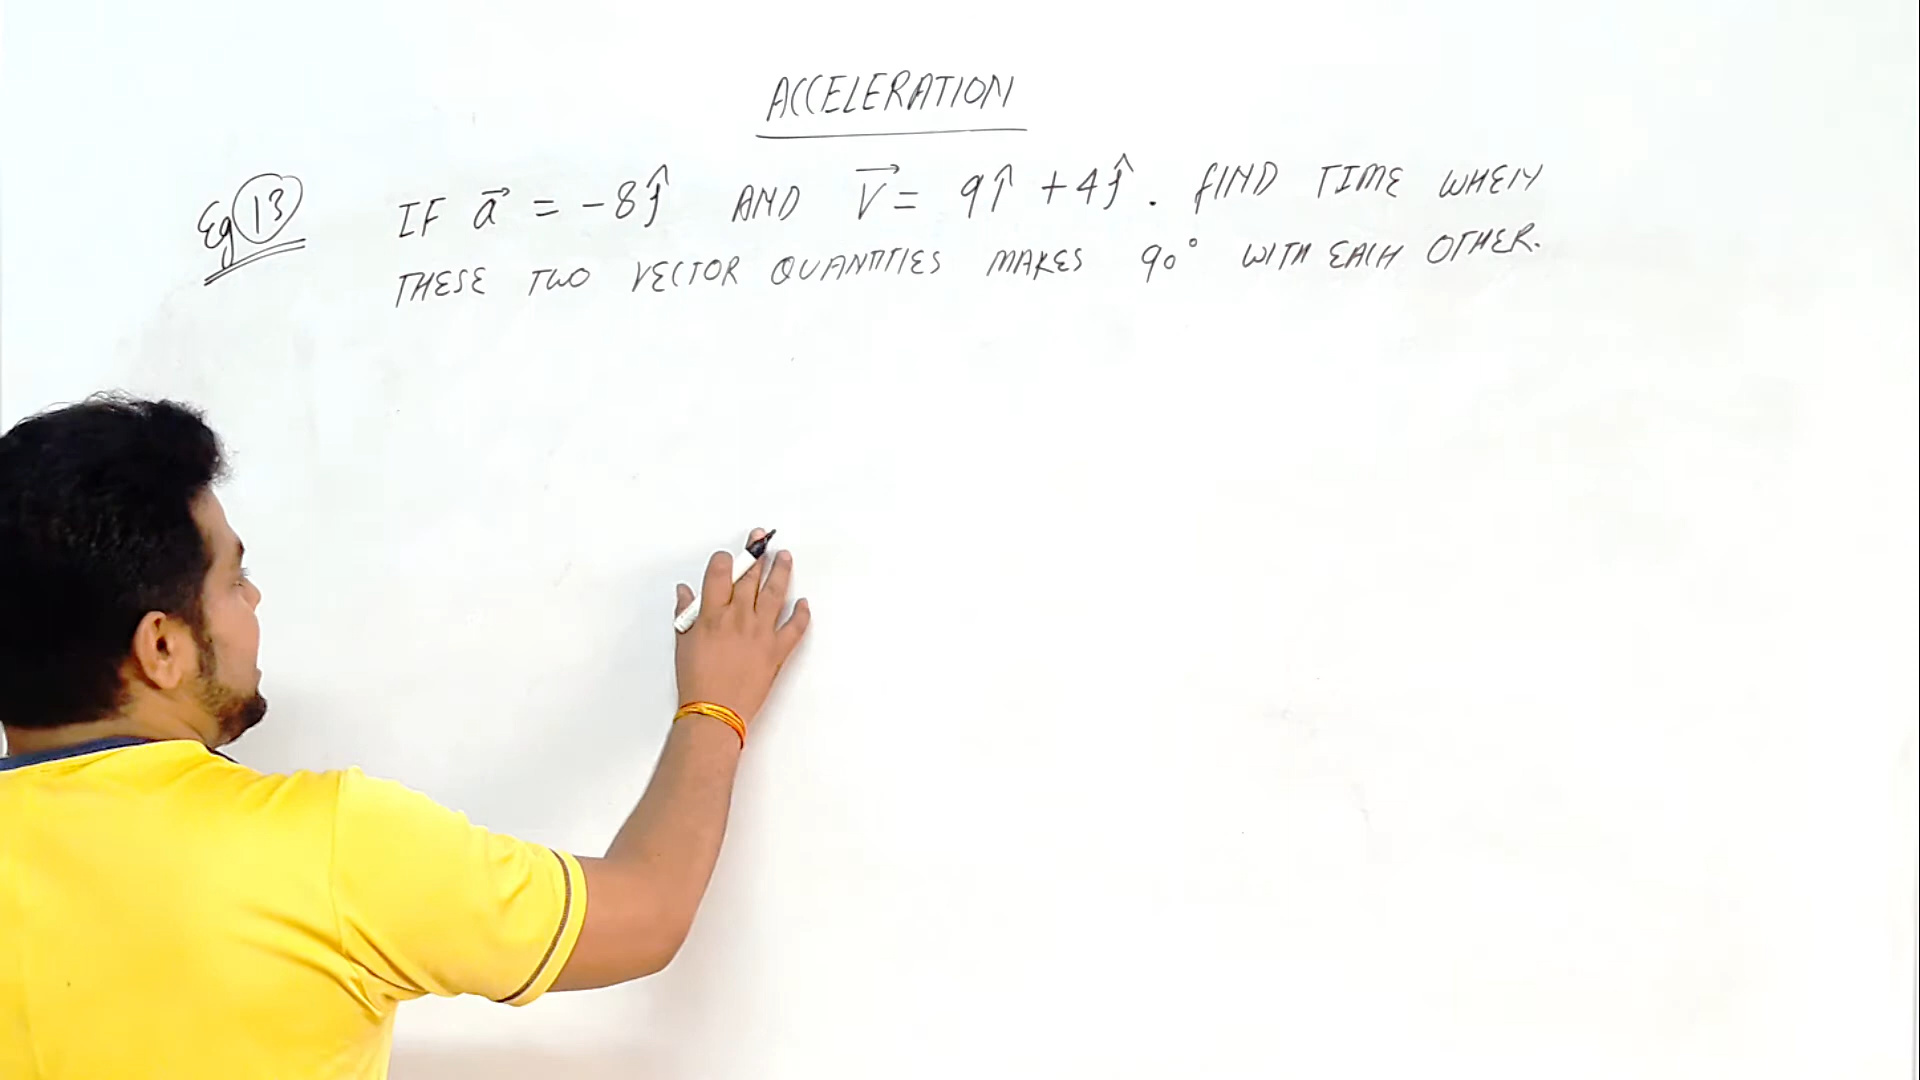 ACCELERATION
Eg 13 IF a⃗ = -8ĵ AND V⃗ = 9î + 4ĵ. FIND TIME WHEN
THESE TWO VECTOR QUANTITIES MAKES 90° WITH EACH OTHER.